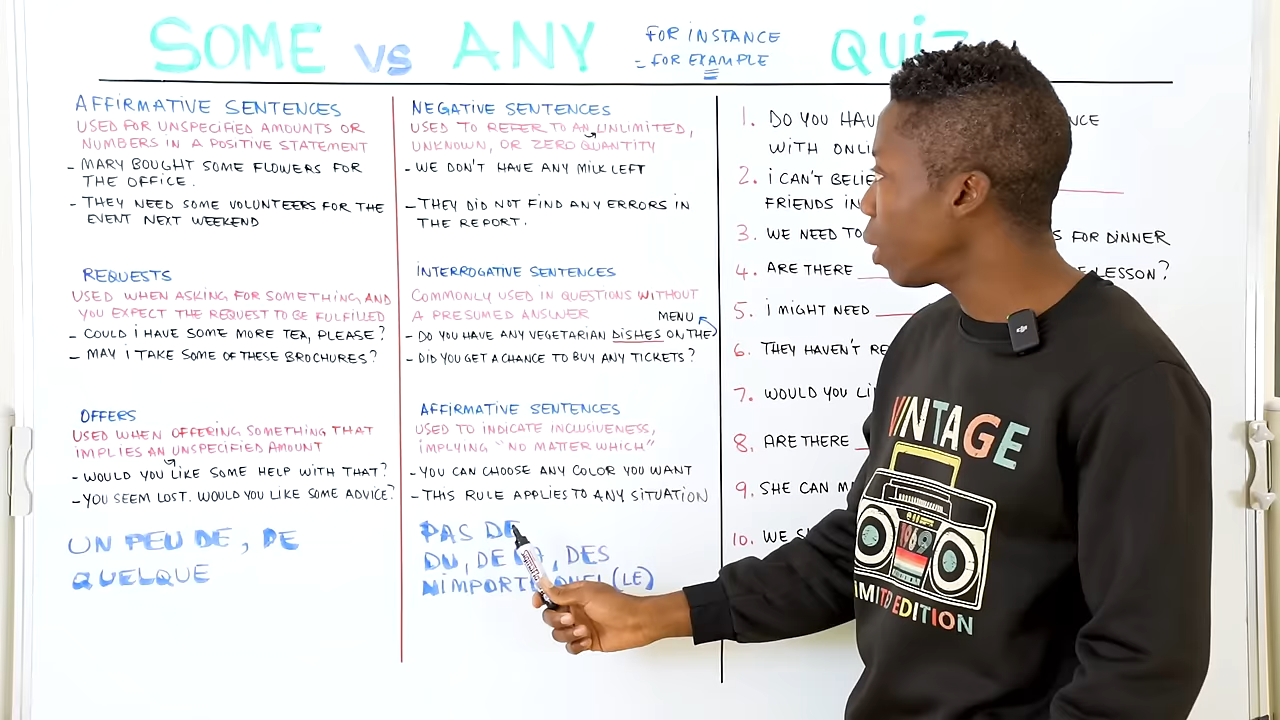 SOME vs ANY
FOR INSTANCE
= FOR EXAMPLE
QUIZ
AFFIRMATIVE SENTENCES
USED FOR UNSPECIFIED AMOUNTS OR
NUMBERS IN A POSITIVE STATEMENT
- MARY BOUGHT SOME FLOWERS FOR
THE OFFICE.
- THEY NEED SOME VOLUNTEERS FOR THE
EVENT NEXT WEEKEND
REQUESTS
USED WHEN ASKING FOR SOMETHING AND
YOU EXPECT THE REQUEST TO BE FULFILLED
- COULD I HAVE SOME MORE TEA, PLEASE?
- MAY I TAKE SOME OF THESE BROCHURES?
OFFERS
USED WHEN OFFERING SOMETHING THAT
IMPLIES AN UNSPECIFIED AMOUNT
- WOULD YOU LIKE SOME HELP WITH THAT?
- YOU SEEM LOST. WOULD YOU LIKE SOME ADVICE?
UN PEU DE, DE
QUELQUE
NEGATIVE SENTENCES
USED TO REFER TO AN UNLIMITED,
UNKNOWN, OR ZERO QUANTITY
- WE DON'T HAVE ANY MILK LEFT
- THEY DID NOT FIND ANY ERRORS IN
THE REPORT.
INTERROGATIVE SENTENCES
COMMONLY USED IN QUESTIONS WITHOUT
A PRESUMED ANSWER
MENU
- DO YOU HAVE ANY VEGETARIAN DISHES ON THE
- DID YOU GET A CHANCE TO BUY ANY TICKETS?
AFFIRMATIVE SENTENCES
USED TO INDICATE INCLUSIVENESS,
IMPLYING "NO MATTER WHICH"
- YOU CAN CHOOSE ANY COLOR YOU WANT
- THIS RULE APPLIES TO ANY SITUATION
PAS DE
DU, DE, DES
(LE)
1. DO YOU
WITH
2. I CAN'T
FRIENDS
3. WE NEED TO FOR DINNER
4. ARE THERE LESSON?
5. I MIGHT NEED
6. THEY HAVEN'T
7. WOULD YOU
8. ARE THERE
9. SHE CAN
10. WE
VINTAGE
1969
LIMITED EDITION